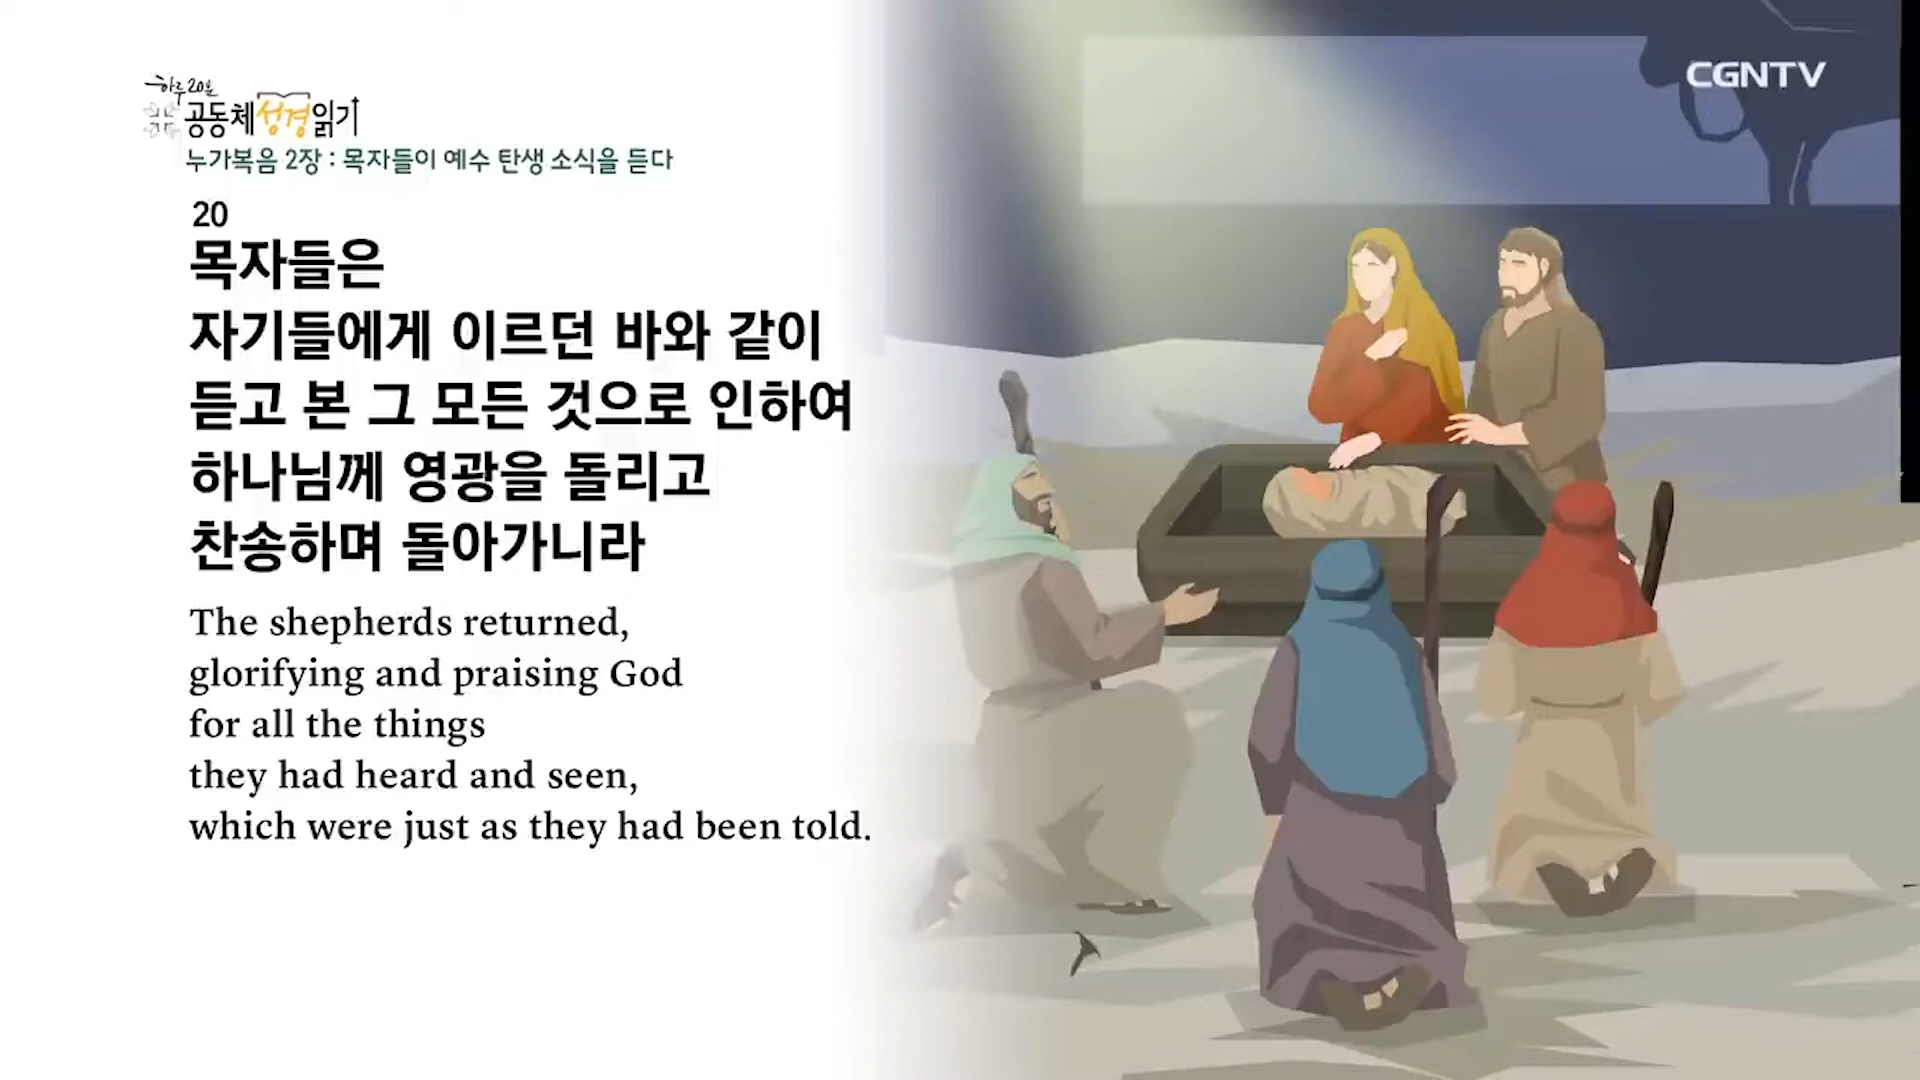 하루 20분
공동체성경읽기
CGNTV
누가복음 2장 : 목자들이 예수 탄생 소식을 듣다
20
목자들은
자기들에게 이르던 바와 같이
듣고 본 그 모든 것으로 인하여
하나님께 영광을 돌리고
찬송하며 돌아가니라
The shepherds returned,
glorifying and praising God
for all the things
they had heard and seen,
which were just as they had been told.